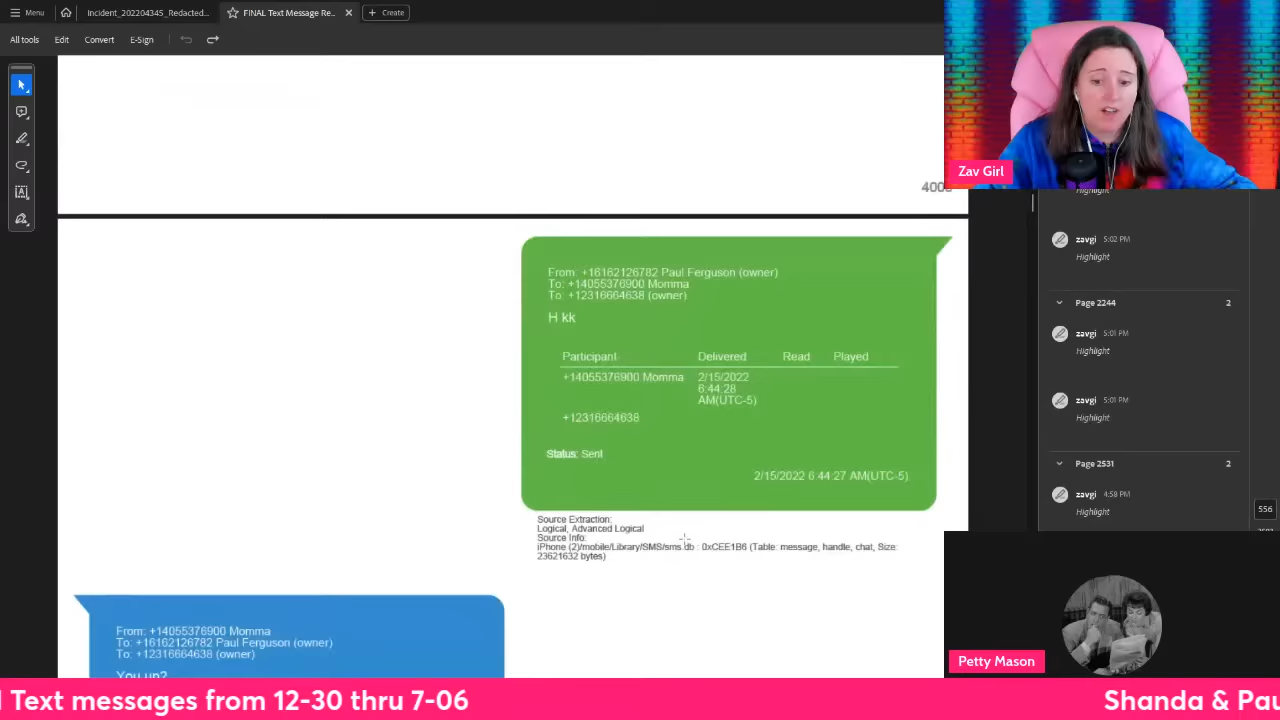 Menu
Incident_202204345_Redacted...
FINAL Text Message Re...
Create
All tools
Edit
Convert
E-Sign
Zav Girl
400
From: +16162126782 Paul Ferguson (owner)
To: +14055376900 Momma
To: +12316664638 (owner)
H kk
Participant Delivered Read Played
+14055376900 Momma 2/15/2022
6:44:28
AM(UTC-5)
+12316664638
Status: Sent
2/15/2022 6:44:27 AM(UTC-5)
Source Extraction:
Logical, Advanced Logical
Source Info:
iPhone (2)/mobile/Library/SMS/sms.db : 0xCEE1B6 (Table: message, handle, chat, Size:
23621632 bytes)
From: +14055376900 Momma
To: +16162126782 Paul Ferguson (owner)
To: +12316664638 (owner)
You up?
Highlight
zavgi 5:02 PM
Highlight
Page 2244 2
zavgi 5:01 PM
Highlight
zavgi 5:01 PM
Highlight
Page 2531 2
zavgi 4:58 PM
Highlight
556
Petty Mason
Text messages from 12-30 thru 7-06
Shanda & Pau